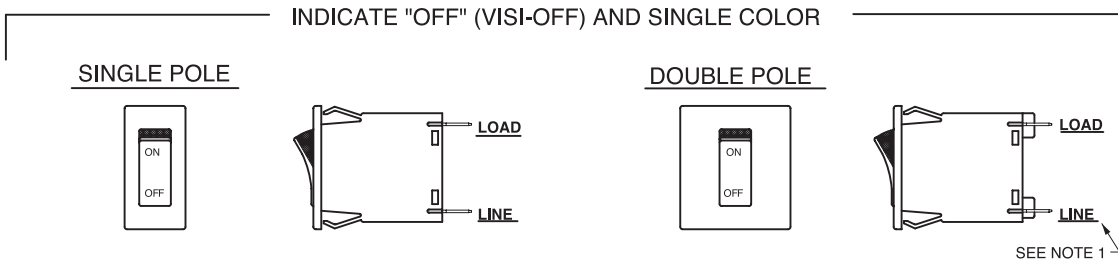 INDICATE "OFF" (VISI-OFF) AND SINGLE COLOR
SINGLE POLE
ON
OFF
LOAD
LINE
DOUBLE POLE
ON
OFF
LOAD
LINE
SEE NOTE 1